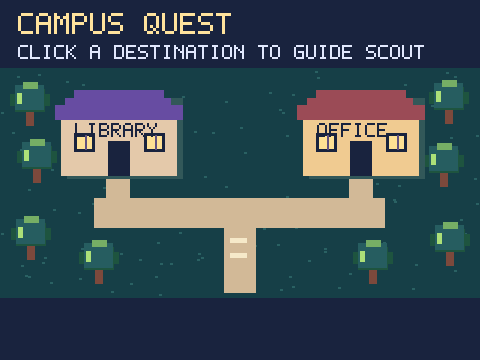 CAMPUS QUEST
CLICK A DESTINATION TO GUIDE SCOUT
LIBRARY
OFFICE